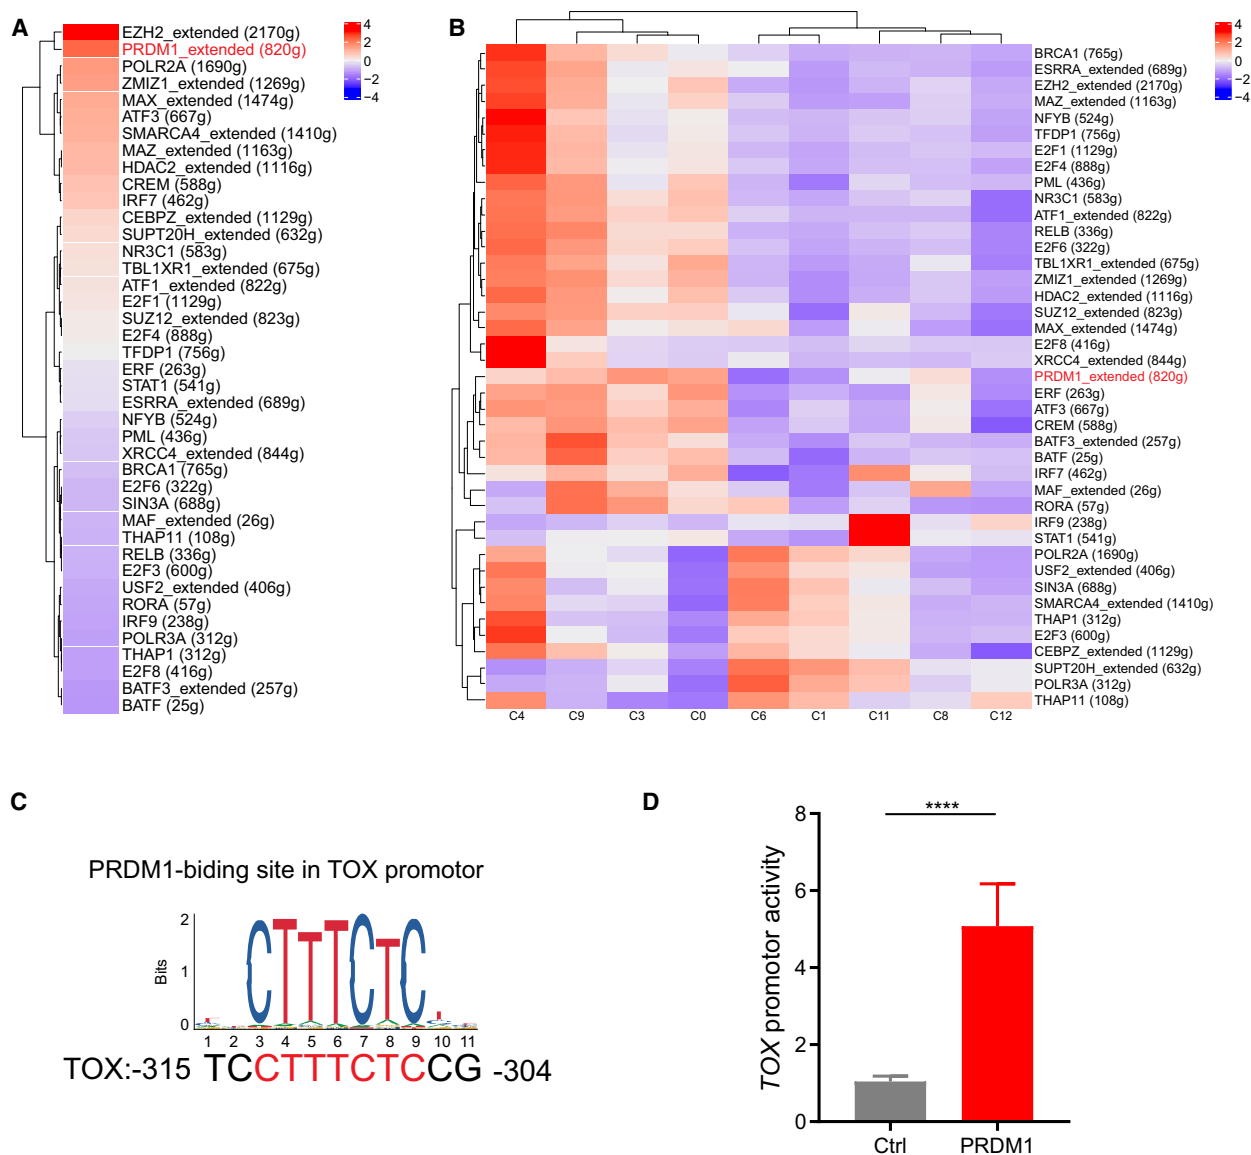 A
EZH2_extended (2170g)
PRDM1_extended (820g)
POLR2A (1690g)
ZMIZ1_extended (1269g)
MAX_extended (1474g)
ATF3 (667g)
SMARCA4_extended (1410g)
MAZ_extended (1163g)
HDAC2_extended (1116g)
CREM (588g)
IRF7 (462g)
CEBPZ_extended (1129g)
SUPT20H_extended (632g)
NR3C1 (583g)
TBL1XR1_extended (675g)
ATF1_extended (822g)
E2F1 (1129g)
SUZ12_extended (823g)
E2F4 (888g)
TFDP1 (756g)
ERF (263g)
STAT1 (541g)
ESRRA_extended (689g)
NFYB (524g)
PML (436g)
XRCC4_extended (844g)
BRCA1 (765g)
E2F6 (322g)
SIN3A (688g)
MAF_extended (26g)
THAP11 (108g)
RELB (336g)
E2F3 (600g)
USF2_extended (406g)
RORA (57g)
IRF9 (238g)
POLR3A (312g)
THAP1 (312g)
E2F8 (416g)
BATF3_extended (257g)
BATF (25g)
4
2
0
−2
−4
B
BRCA1 (765g)
ESRRA_extended (689g)
EZH2_extended (2170g)
MAZ_extended (1163g)
NFYB (524g)
TFDP1 (756g)
E2F1 (1129g)
E2F4 (888g)
PML (436g)
NR3C1 (583g)
ATF1_extended (822g)
RELB (336g)
E2F6 (322g)
TBL1XR1_extended (675g)
ZMIZ1_extended (1269g)
HDAC2_extended (1116g)
SUZ12_extended (823g)
MAX_extended (1474g)
E2F8 (416g)
XRCC4_extended (844g)
PRDM1_extended (820g)
ERF (263g)
ATF3 (667g)
CREM (588g)
BATF3_extended (257g)
BATF (25g)
IRF7 (462g)
MAF_extended (26g)
RORA (57g)
IRF9 (238g)
STAT1 (541g)
POLR2A (1690g)
USF2_extended (406g)
SIN3A (688g)
SMARCA4_extended (1410g)
THAP1 (312g)
E2F3 (600g)
CEBPZ_extended (1129g)
SUPT20H_extended (632g)
POLR3A (312g)
THAP11 (108g)
C4 C9 C3 C0 C6 C1 C11 C8 C12
4
2
0
−2
−4
C
PRDM1-biding site in TOX promotor
Bits
2
1
0
CTTTCTC
1 2 3 4 5 6 7 8 9 10 11
TOX:-315 TCCTTTCTCCG -304
D
****
TOX promotor activity
8
6
4
2
0
Ctrl PRDM1